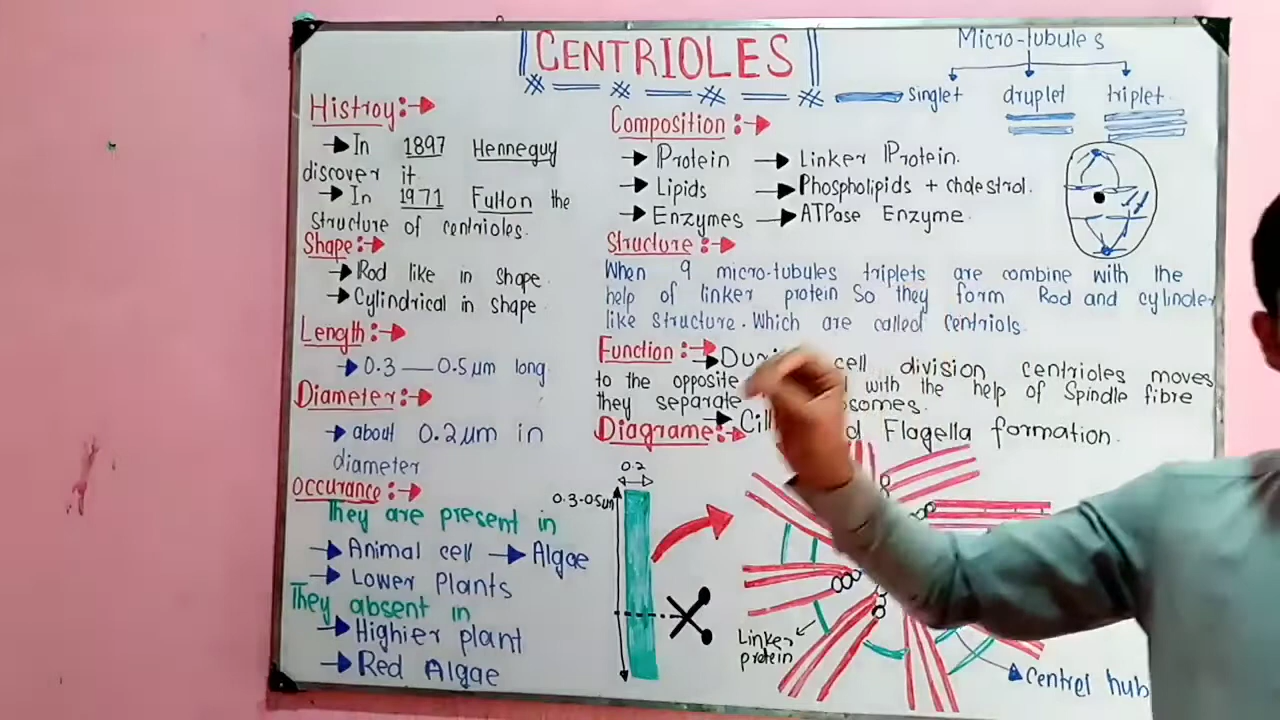 CENTRIOLES
Histroy:→
→In 1897 Henneguy
discover it
→In 1971 Fulton the
structure of centrioles.
Shape:→
→Rod like in shape.
→Cylindrical in shape
Length:→
→0.3 — 0.5 μm long
Diameter:→
→about 0.2 μm in
diameter
Occurance:→
They are present in
→Animal cell →Algae
→Lower Plants
They absent in
→Highier plant
→Red Algae
Micro-tubules
singlet druplet triplet
Composition:→
→Protein →Linker Protein.
→Lipids →Phospholipids + cholestrol.
→Enzymes →ATPase Enzyme.
Structure:→
When 9 micro-tubules triplets are combine with the
help of linker protein So they form Rod and cylinder
like structure. Which are called centriols.
Function:→
cell division centrioles moves
to the opposite with the help of Spindle fibre
they separate
Diagrame:→
Flagella formation.
0.2
0.3-05μm
Linker
protein
Centrel hub